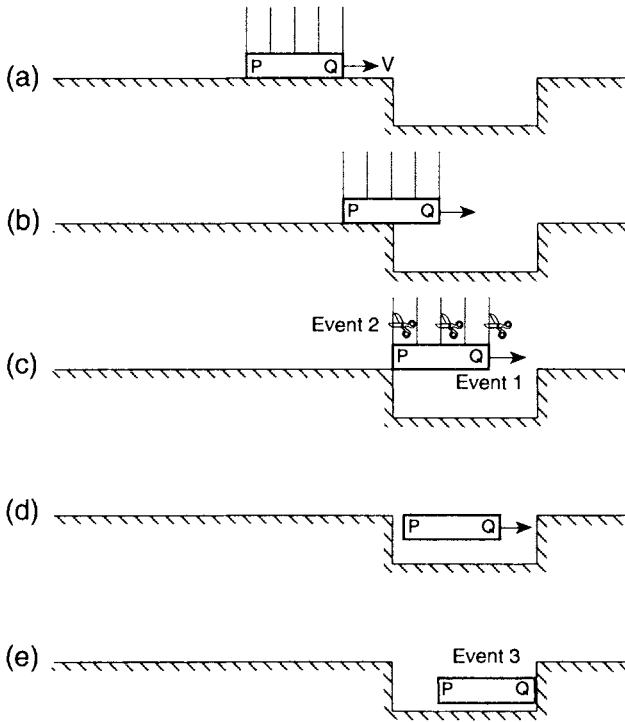 (a) P Q V
(b) P Q
Event 2
(c) P Q
Event 1
(d) P Q
Event 3
(e) P Q